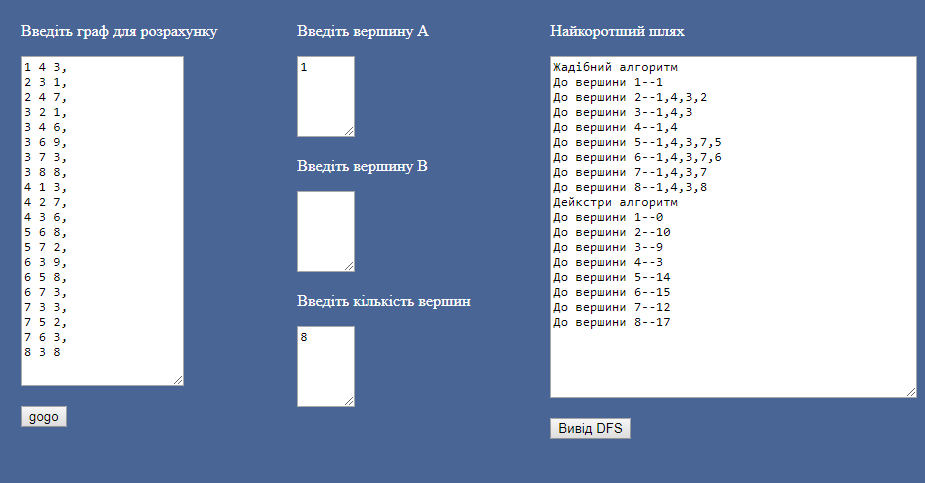 Введіть граф для розрахунку
1 4 3,
2 3 1,
2 4 7,
3 2 1,
3 4 6,
3 6 9,
3 7 3,
3 8 8,
4 1 3,
4 2 7,
4 3 6,
5 6 8,
5 7 2,
6 3 9,
6 5 8,
6 7 3,
7 3 3,
7 5 2,
7 6 3,
8 3 8
gogo
Введіть вершину A
1
Введіть вершину B
Введіть кількість вершин
8
Найкоротший шлях
Жадібний алгоритм
До вершини 1--1
До вершини 2--1,4,3,2
До вершини 3--1,4,3
До вершини 4--1,4
До вершини 5--1,4,3,7,5
До вершини 6--1,4,3,7,6
До вершини 7--1,4,3,7
До вершини 8--1,4,3,8
Дейкстри алгоритм
До вершини 1--0
До вершини 2--10
До вершини 3--9
До вершини 4--3
До вершини 5--14
До вершини 6--15
До вершини 7--12
До вершини 8--17
Вивід DFS